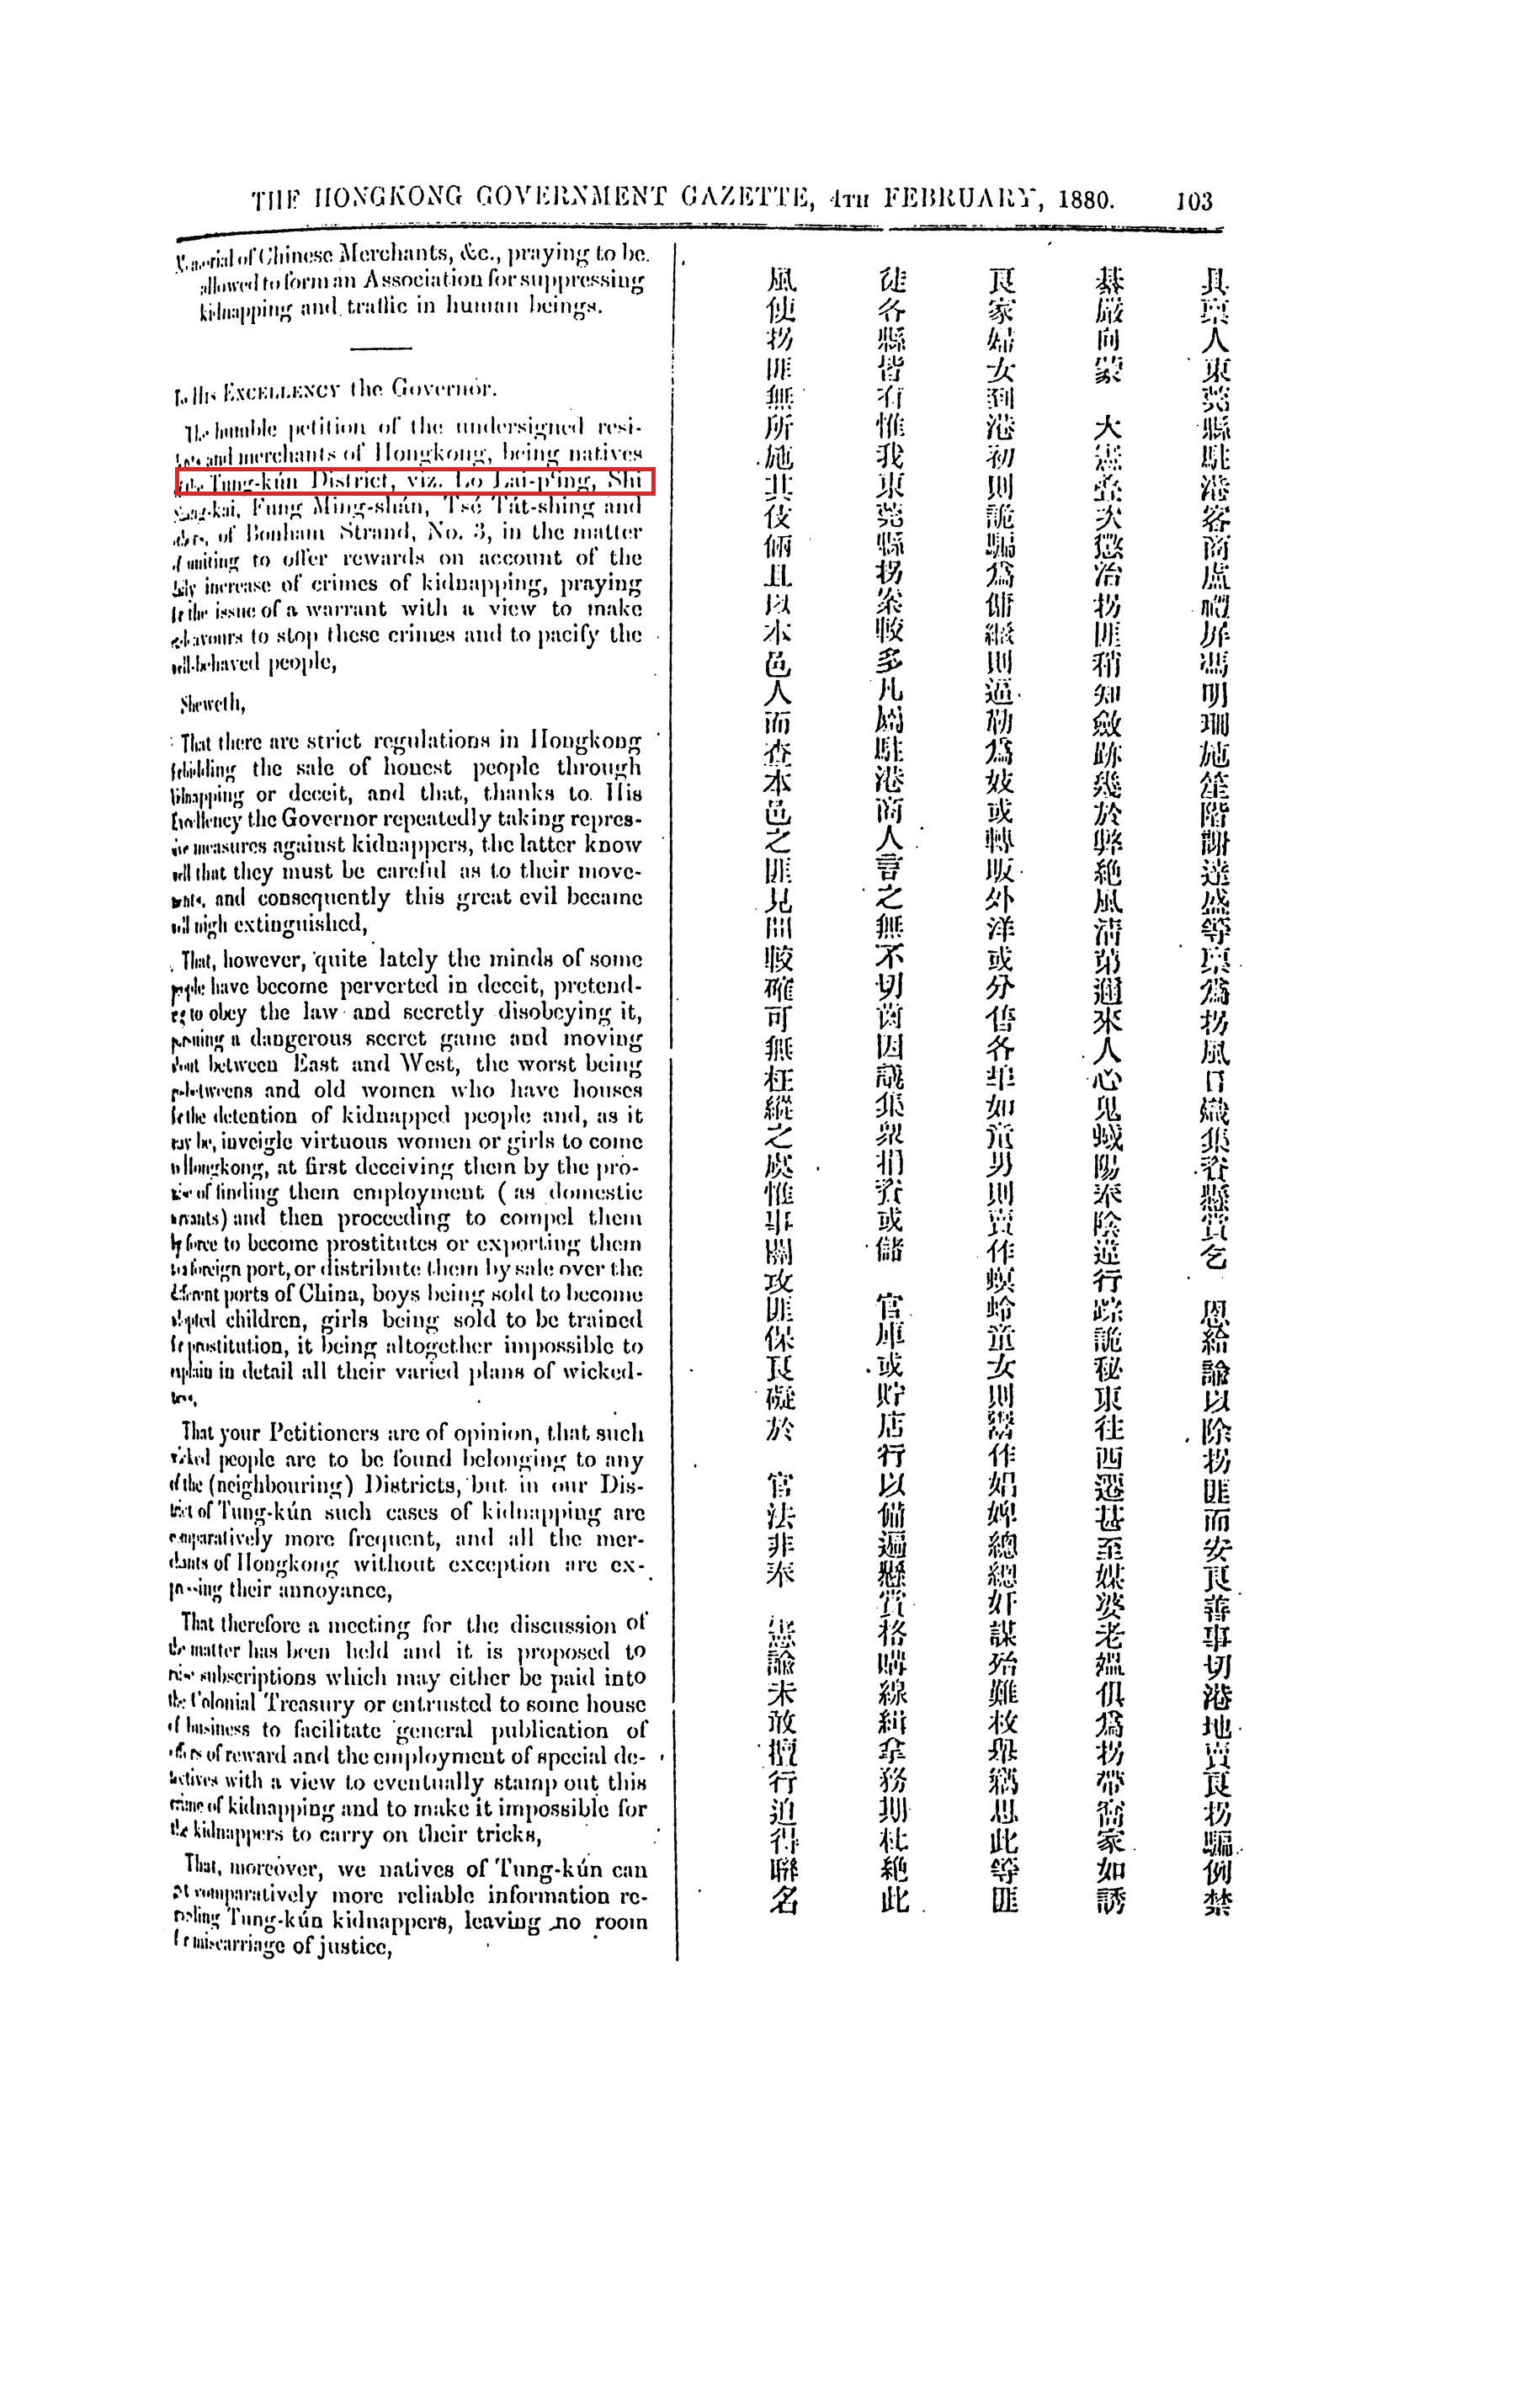 THE HONGKONG GOVERNMENT GAZETTE, 4TH FEBRUARY, 1880. 103
Memorial of Chinese Merchants, &c., praying to be
allowed to form an Association for suppressing
kidnapping and traffic in human beings.
To His EXCELLENCY the Governor.
The humble petition of the undersigned resi-
and merchants of Hongkong, being natives
Tung-kún District, viz. Lo Lai-p'ing, Shi
Fung Ming-shán, Tsé Tát-shing and
of Bonham Strand, No. 3, in the matter
of uniting to offer rewards on account of the
daily increase of crimes of kidnapping, praying
for the issue of a warrant with a view to make
endeavours to stop these crimes and to pacify the
well-behaved people,
Sheweth,
That there are strict regulations in Hongkong
forbidding the sale of honest people through
kidnapping or deceit, and that, thanks to His
Excellency the Governor repeatedly taking repres-
sive measures against kidnappers, the latter know
well that they must be careful as to their move-
ments, and consequently this great evil became
well nigh extinguished,
That, however, quite lately the minds of some
people have become perverted in deceit, pretend-
ing to obey the law and secretly disobeying it,
pursuing a dangerous secret game and moving
about between East and West, the worst being
go-betweens and old women who have houses
for the detention of kidnapped people and, as it
may be, inveigle virtuous women or girls to come
to Hongkong, at first deceiving them by the pro-
mise of finding them employment (as domestic
servants) and then proceeding to compel them
by force to become prostitutes or exporting them
to a foreign port, or distribute them by sale over the
different ports of China, boys being sold to become
adopted children, girls being sold to be trained
for prostitution, it being altogether impossible to
explain in detail all their varied plans of wicked-
ness,
That your Petitioners are of opinion, that such
wicked people are to be found belonging to any
of the (neighbouring) Districts, but in our Dis-
trict of Tung-kún such cases of kidnapping are
comparatively more frequent, and all the mer-
chants of Hongkong without exception are ex-
pressing their annoyance,
That therefore a meeting for the discussion of
the matter has been held and it is proposed to
raise subscriptions which may either be paid into
the Colonial Treasury or entrusted to some house
of business to facilitate general publication of
offers of reward and the employment of special de-
tectives with a view to eventually stamp out this
crime of kidnapping and to make it impossible for
the kidnappers to carry on their tricks,
That, moreover, we natives of Tung-kún can
get comparatively more reliable information re-
garding Tung-kún kidnappers, leaving no room
for miscarriage of justice,
具稟人東莞縣駐港客商盧禮屏馮明珊施笙階謝達盛等稟爲拐風日熾集資懸賞乞 恩給諭以除拐匪而安良善事切港地賣良拐騙例禁
綦嚴向蒙 大憲叠次懲治拐匪稍知斂跡幾於弊絕風清第邇來人心鬼蜮陽奉陰違行踪詭秘東往西遷甚至媒婆老媼俱爲拐帶窩家如誘
良家婦女到港初則詭騙爲傭繼則逼勒爲妓或轉販外洋或分售各埠如童男則賣作螟蛉童女則鬻作娼婢總總奸謀殆難枚舉竊思此等匪
徒各縣皆有惟我東莞縣拐案較多凡屬駐港商人言之無不切齒因議集衆捐資或儲 官庫或貯店行以備遍懸賞格購線緝拿務期杜絕此
風使拐匪無所施其伎倆且以本邑人而查本邑之匪見聞較確可無枉縱之虞惟事關攻匪保良礙於 官法非奉 憲諭未敢擅行迫得聯名